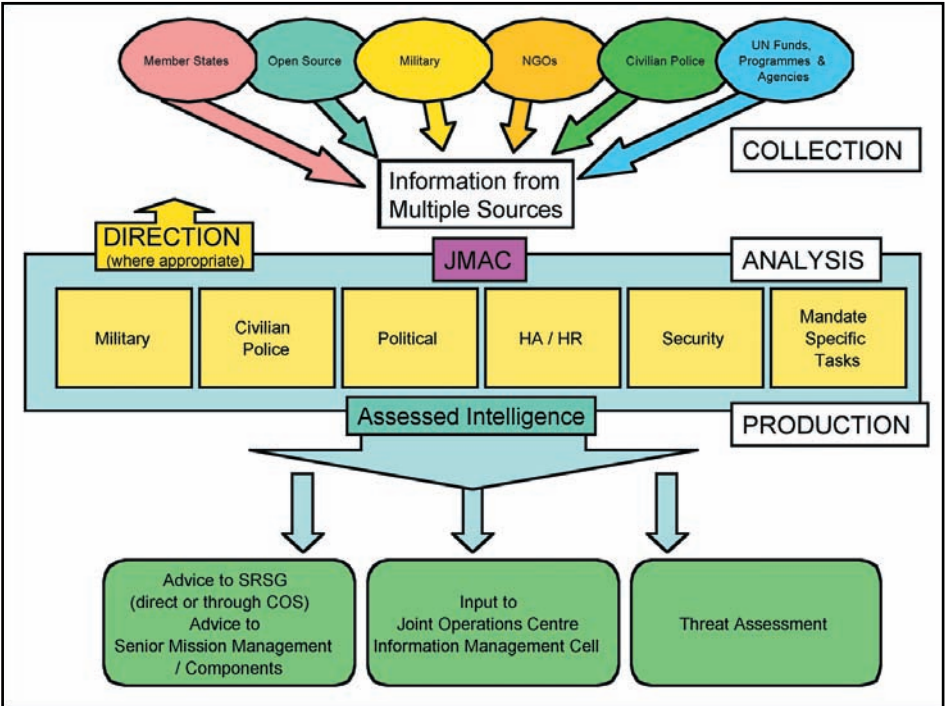 Member States
Open Source
Military
NGOs
Civilian Police
UN Funds,
Programmes &
Agencies
COLLECTION
Information from
Multiple Sources
DIRECTION
(where appropriate)
JMAC
ANALYSIS
Military
Civilian
Police
Political
HA / HR
Security
Mandate
Specific
Tasks
Assessed Intelligence
PRODUCTION
Advice to SRSG
(direct or through COS)
Advice to
Senior Mission Management
/ Components
Input to
Joint Operations Centre
Information Management Cell
Threat Assessment